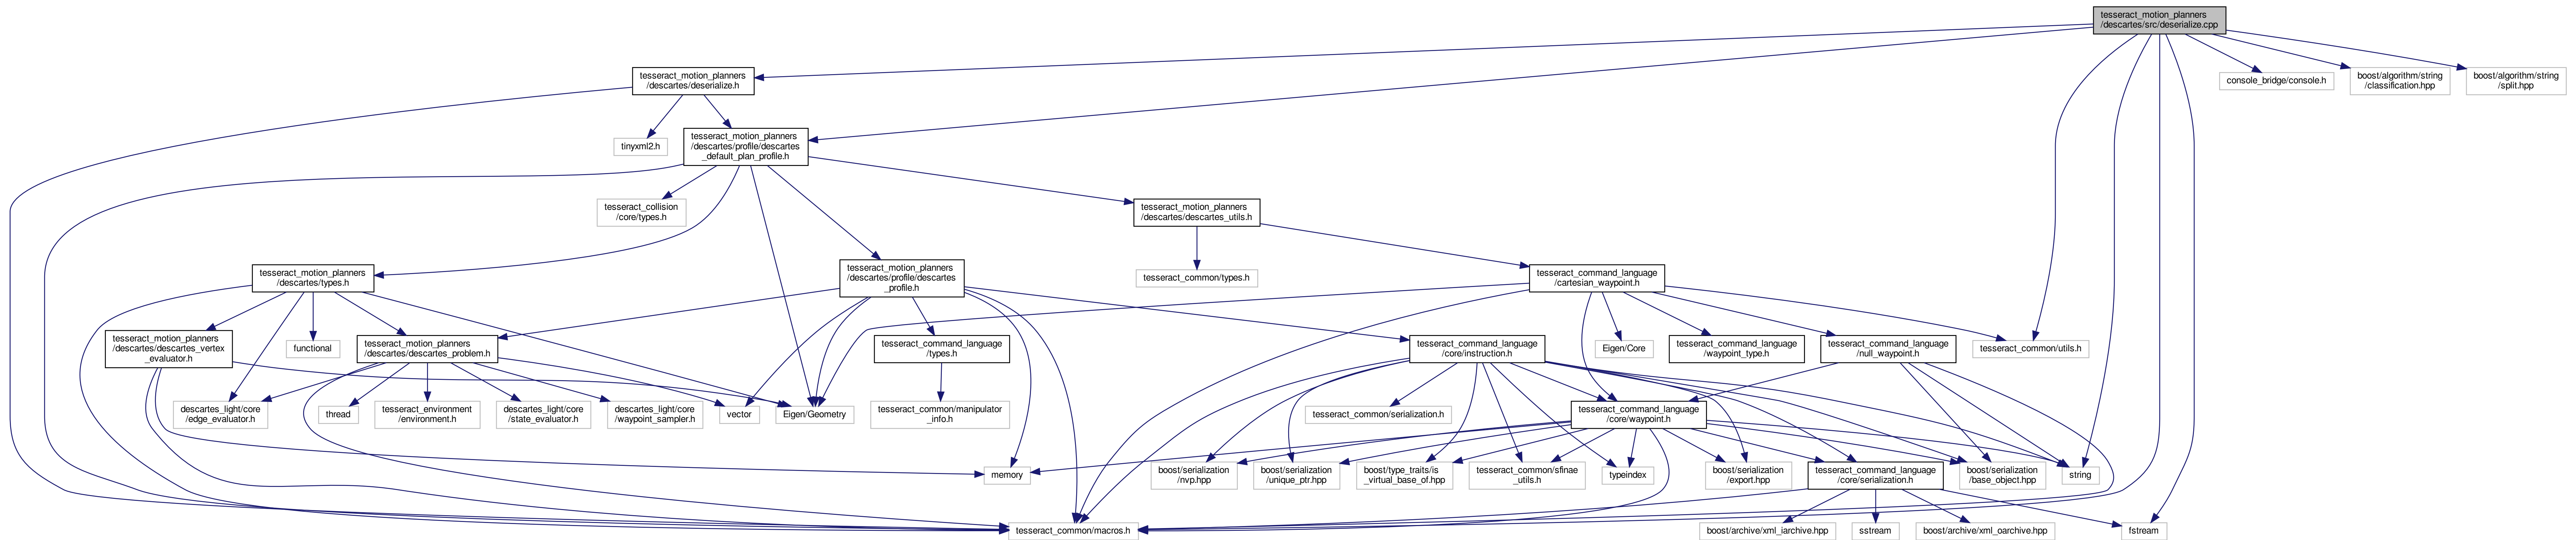 tesseract_motion_planners
/descartes/src/deserialize.cpp
tesseract_motion_planners
/descartes/deserialize.h
console_bridge/console.h
boost/algorithm/string
/classification.hpp
boost/algorithm/string
/split.hpp
tinyxml2.h
tesseract_motion_planners
/descartes/profile/descartes
_default_plan_profile.h
tesseract_collision
/core/types.h
tesseract_motion_planners
/descartes/descartes_utils.h
tesseract_motion_planners
/descartes/types.h
tesseract_motion_planners
/descartes/profile/descartes
_profile.h
tesseract_common/types.h
tesseract_command_language
/cartesian_waypoint.h
tesseract_motion_planners
/descartes/descartes_vertex
_evaluator.h
functional
tesseract_motion_planners
/descartes/descartes_problem.h
tesseract_command_language
/types.h
tesseract_command_language
/core/instruction.h
Eigen/Core
tesseract_command_language
/waypoint_type.h
tesseract_command_language
/null_waypoint.h
tesseract_common/utils.h
descartes_light/core
/edge_evaluator.h
thread
tesseract_environment
/environment.h
descartes_light/core
/state_evaluator.h
descartes_light/core
/waypoint_sampler.h
vector
Eigen/Geometry
tesseract_common/manipulator
_info.h
tesseract_common/serialization.h
tesseract_command_language
/core/waypoint.h
memory
boost/serialization
/nvp.hpp
boost/serialization
/unique_ptr.hpp
boost/type_traits/is
_virtual_base_of.hpp
tesseract_common/sfinae
_utils.h
typeindex
boost/serialization
/export.hpp
tesseract_command_language
/core/serialization.h
boost/serialization
/base_object.hpp
string
tesseract_common/macros.h
boost/archive/xml_iarchive.hpp
sstream
boost/archive/xml_oarchive.hpp
fstream